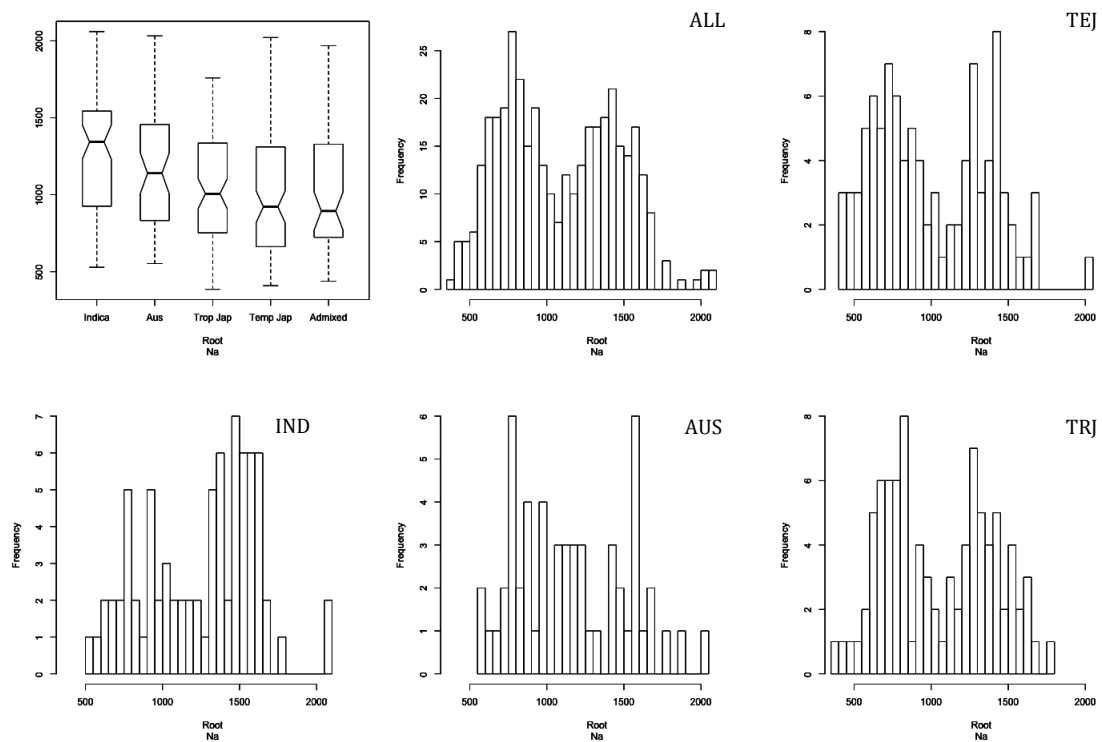 2000
1500
1000
500
Indica Aus Trop Jap Temp Jap Admixed
Root
Na
ALL
Frequency
25
20
15
10
5
0
500 1000 1500 2000
Root
Na
TEJ
Frequency
8
6
4
2
0
500 1000 1500 2000
Root
Na
IND
Frequency
7
6
5
4
3
2
1
0
500 1000 1500 2000
Root
Na
AUS
Frequency
6
5
4
3
2
1
0
500 1000 1500 2000
Root
Na
TRJ
Frequency
8
6
4
2
0
500 1000 1500 2000
Root
Na